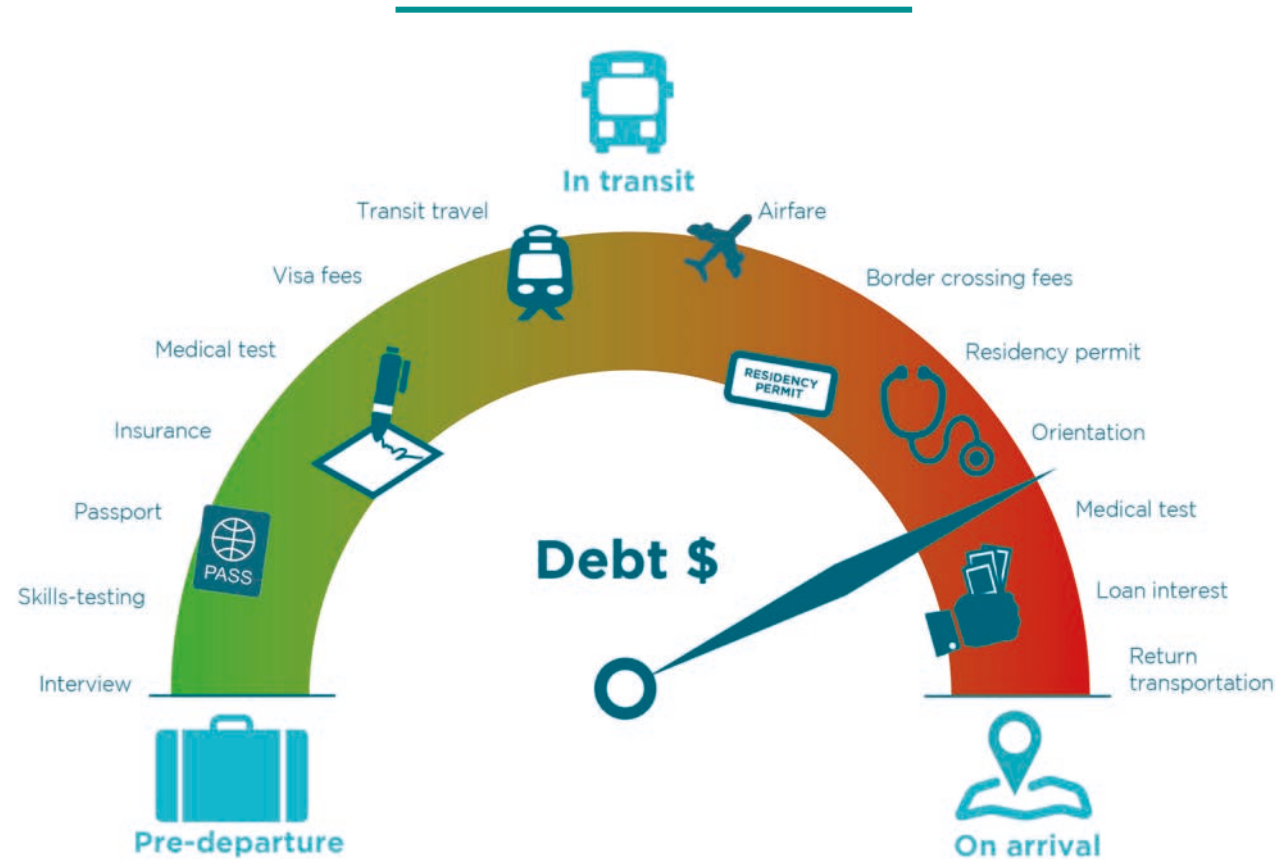 In transit
Transit travel
Airfare
Visa fees
Border crossing fees
Medical test
Residency permit
RESIDENCY
PERMIT
Insurance
Orientation
Passport
Medical test
PASS
Debt $
Skills-testing
Loan interest
Interview
Return
transportation
Pre-departure
On arrival